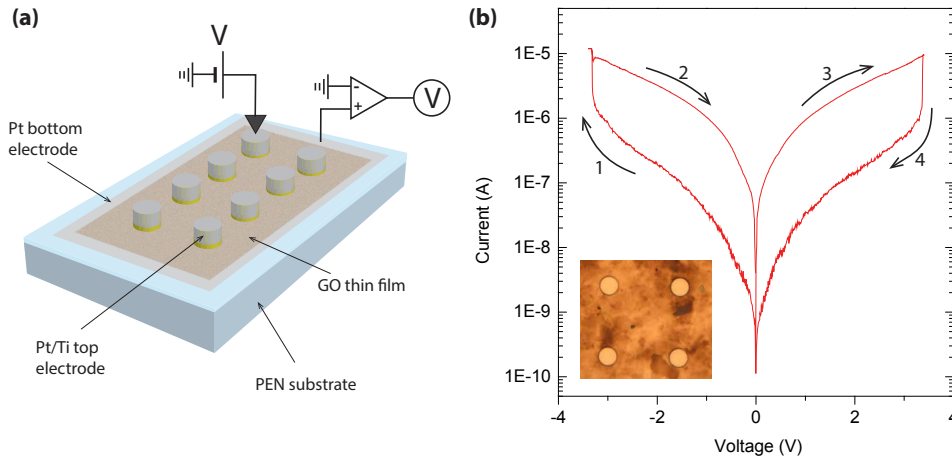 (a)
V
-
+
V
Pt bottom
electrode
GO thin film
Pt/Ti top
electrode
PEN substrate
(b)
1E-5
1E-6
1E-7
1E-8
1E-9
1E-10
Current (A)
2
3
1
4
-4
-2
0
2
4
Voltage (V)